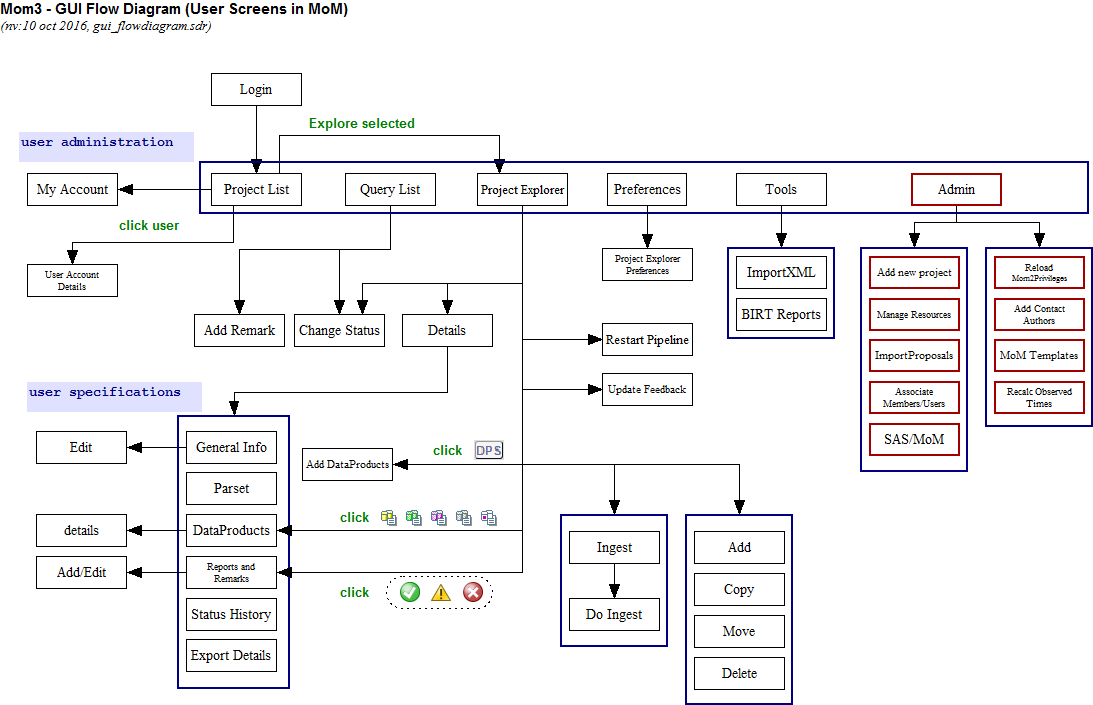 Mom3 - GUI Flow Diagram (User Screens in MoM)
(nv:10 oct 2016, gui_flowdiagram.sdr)
Login
Explore selected
user administration
My Account
Project List
Query List
Project Explorer
Preferences
Tools
Admin
click user
User Account
Details
Project Explorer
Preferences
ImportXML
BIRT Reports
Add new project
Manage Resources
ImportProposals
Associate
Members/Users
SAS/MoM
Reload
Mom2Privileges
Add Contact
Authors
MoM Templates
Recalc Observed
Times
Add Remark
Change Status
Details
Restart Pipeline
Update Feedback
user specifications
Edit
General Info
Parset
details
DataProducts
Add/Edit
Reports and
Remarks
Status History
Export Details
click DPS
Add DataProducts
click
click
Ingest
Do Ingest
Add
Copy
Move
Delete